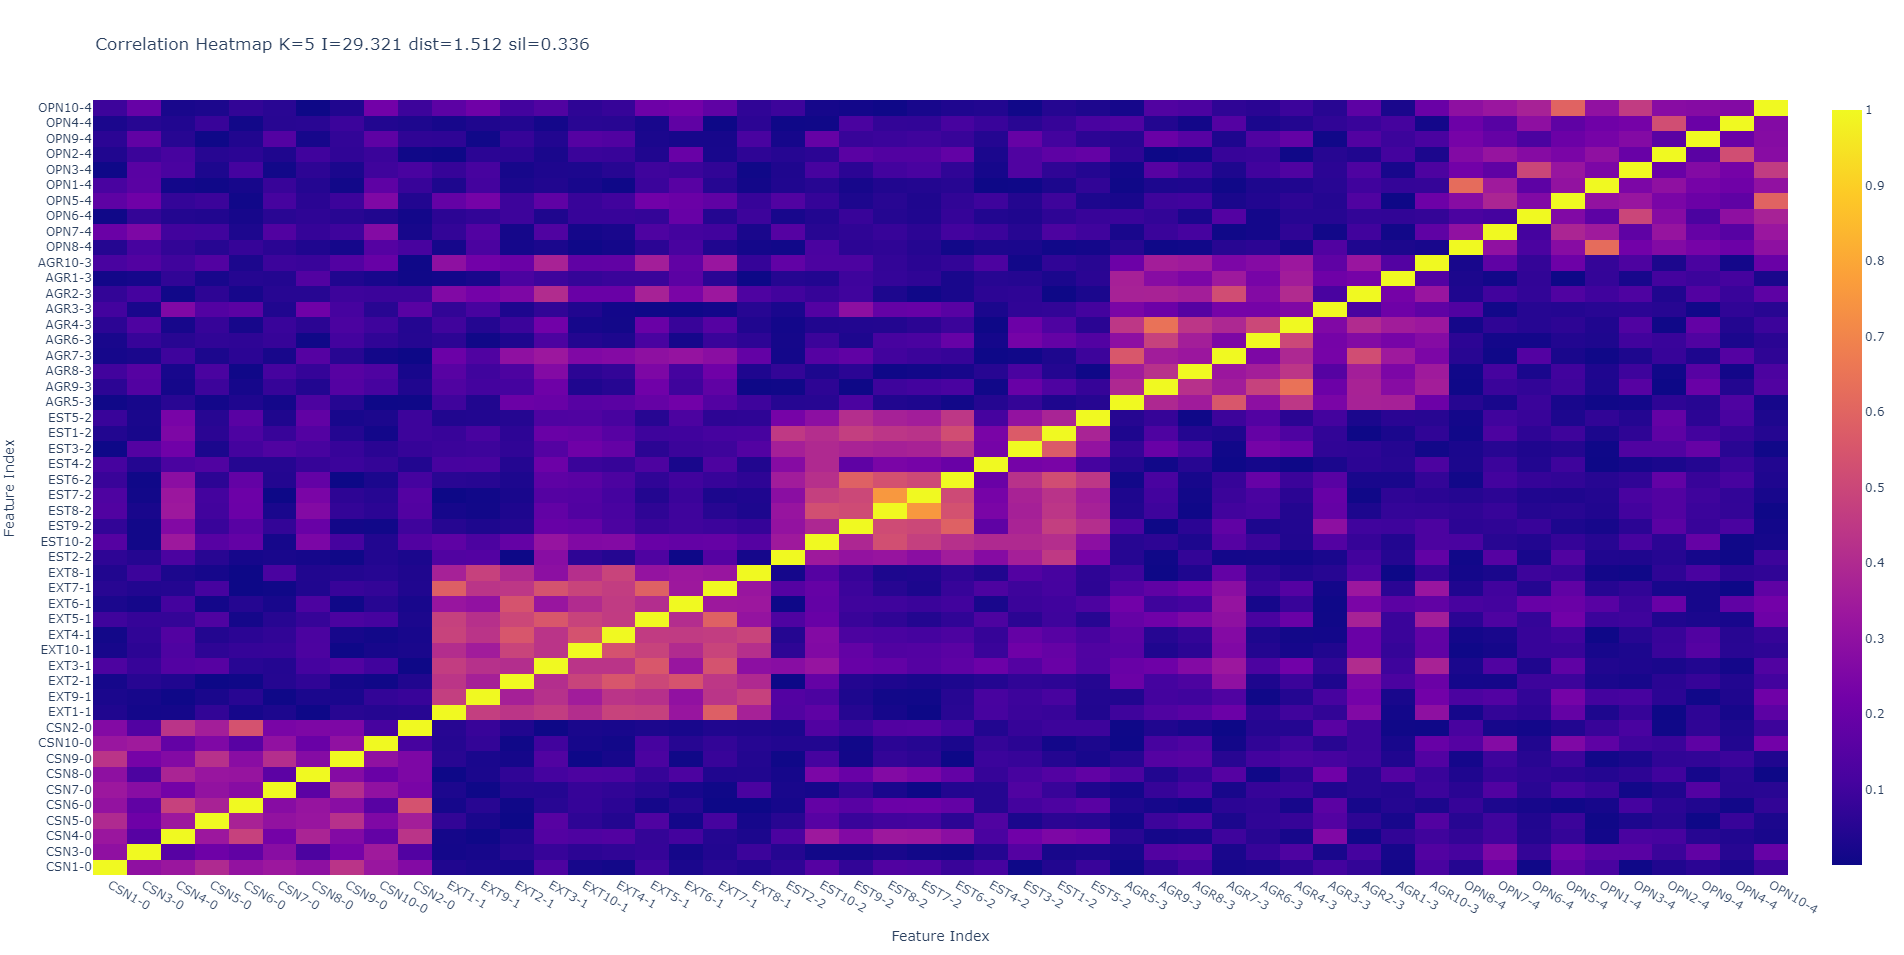 Correlation Heatmap K=5 I=29.321 dist=1.512 sil=0.336
OPN10-4
OPN4-4
OPN9-4
OPN2-4
OPN3-4
OPN1-4
OPN5-4
OPN6-4
OPN7-4
OPN8-4
AGR10-3
AGR1-3
AGR2-3
AGR3-3
AGR4-3
AGR6-3
AGR7-3
AGR8-3
AGR9-3
AGR5-3
EST5-2
EST1-2
EST3-2
EST4-2
EST6-2
EST7-2
EST8-2
EST9-2
EST10-2
EST2-2
EXT8-1
EXT7-1
EXT6-1
EXT5-1
EXT4-1
EXT10-1
EXT3-1
EXT2-1
EXT9-1
EXT1-1
CSN2-0
CSN10-0
CSN9-0
CSN8-0
CSN7-0
CSN6-0
CSN5-0
CSN4-0
CSN3-0
CSN1-0
Feature Index
CSN1-0
CSN3-0
CSN4-0
CSN5-0
CSN6-0
CSN7-0
CSN8-0
CSN9-0
CSN10-0
CSN2-0
EXT1-1
EXT9-1
EXT2-1
EXT3-1
EXT10-1
EXT4-1
EXT5-1
EXT6-1
EXT7-1
EXT8-1
EST2-2
EST10-2
EST9-2
EST8-2
EST7-2
EST6-2
EST4-2
EST3-2
EST1-2
EST5-2
AGR5-3
AGR9-3
AGR8-3
AGR7-3
AGR6-3
AGR4-3
AGR3-3
AGR2-3
AGR1-3
AGR10-3
OPN8-4
OPN7-4
OPN6-4
OPN5-4
OPN1-4
OPN3-4
OPN2-4
OPN9-4
OPN4-4
OPN10-4
Feature Index
1
0.9
0.8
0.7
0.6
0.5
0.4
0.3
0.2
0.1